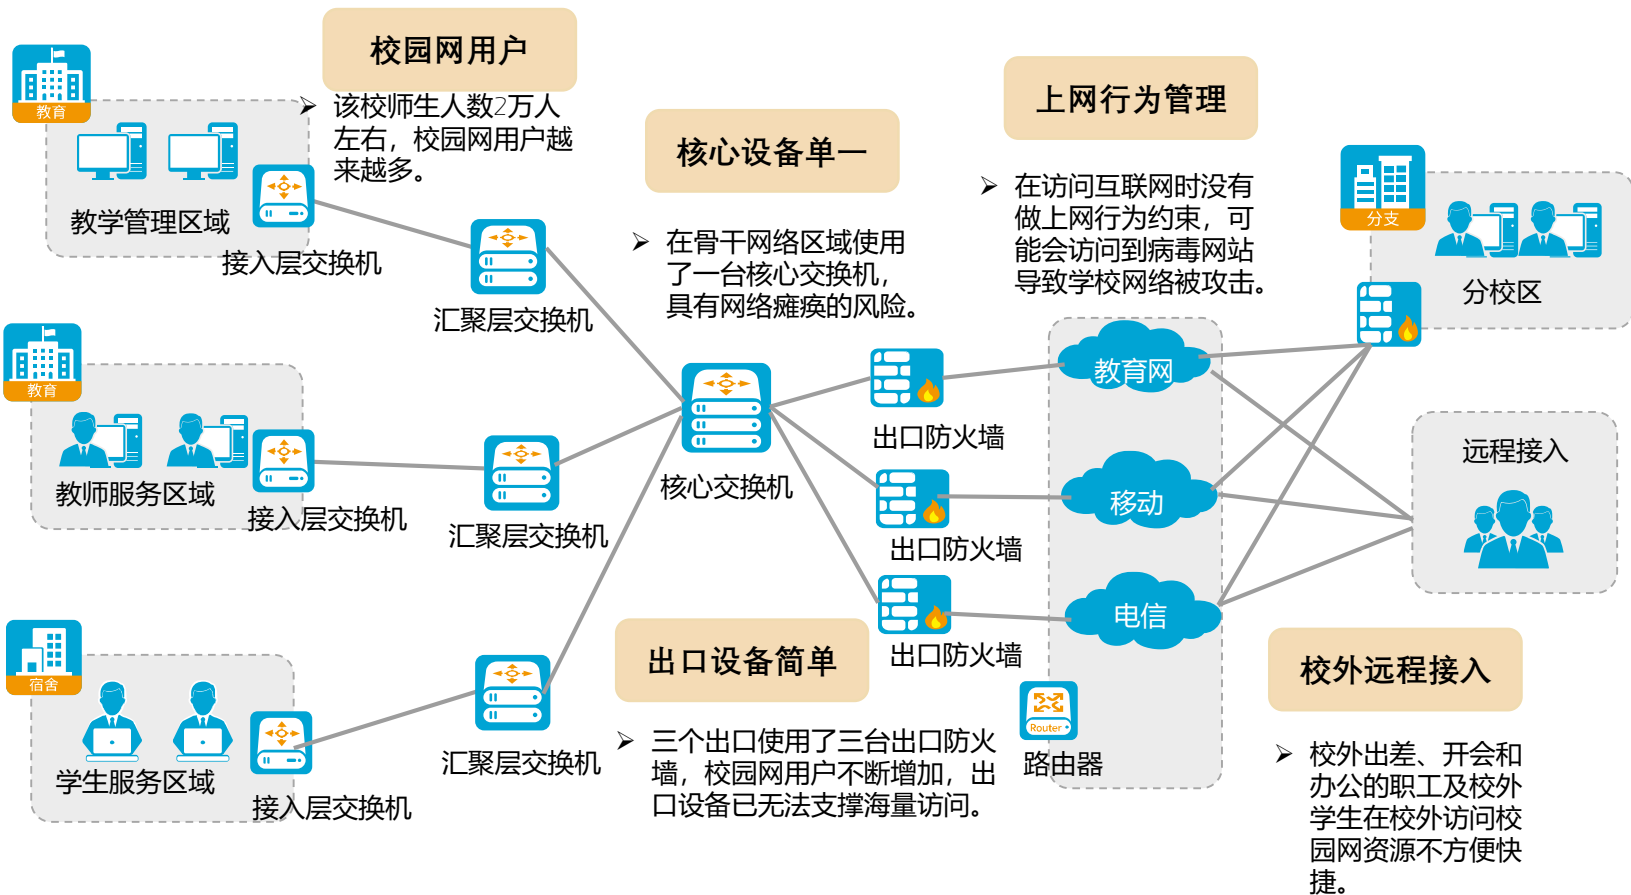 校园网用户
➢ 该校师生人数2万人
左右，校园网用户越
来越多。
教育
教学管理区域
接入层交换机
汇聚层交换机
教育
教师服务区域
接入层交换机
汇聚层交换机
宿舍
学生服务区域
接入层交换机
汇聚层交换机
核心设备单一
➢ 在骨干网络区域使用
了一台核心交换机，
具有网络瘫痪的风险。
核心交换机
出口防火墙
出口防火墙
出口防火墙
出口设备简单
➢ 三个出口使用了三台出口防火
墙，校园网用户不断增加，出
口设备已无法支撑海量访问。
上网行为管理
➢ 在访问互联网时没有
做上网行为约束，可
能会访问到病毒网站
导致学校网络被攻击。
教育网
移动
电信
Router
路由器
分支
分校区
远程接入
校外远程接入
➢ 校外出差、开会和
办公的职工及校外
学生在校外访问校
园网资源不方便快
捷。